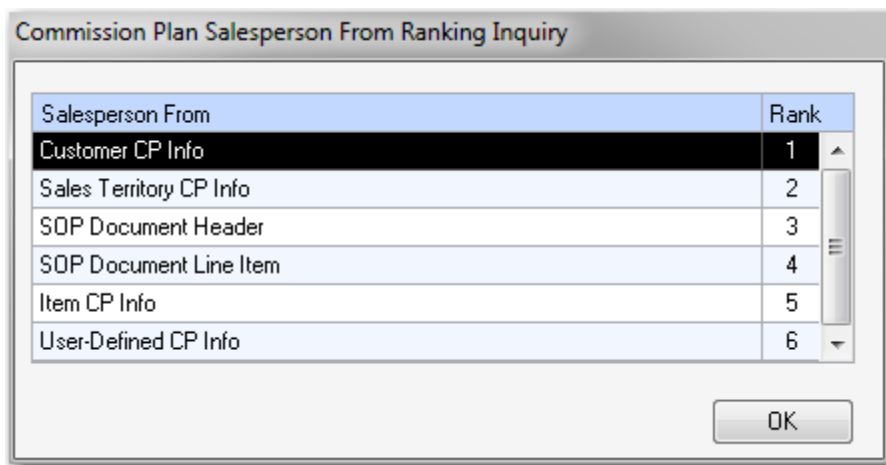 Commission Plan Salesperson From Ranking Inquiry
Salesperson From Rank
Customer CP Info 1
Sales Territory CP Info 2
SOP Document Header 3
SOP Document Line Item 4
Item CP Info 5
User-Defined CP Info 6
OK